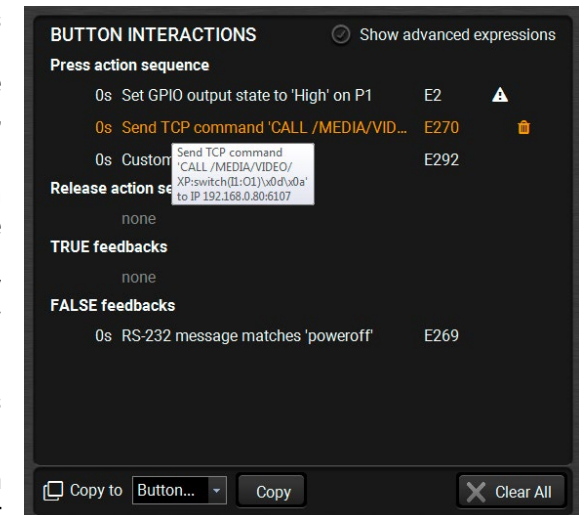 BUTTON INTERACTIONS Show advanced expressions
Press action sequence
0s Set GPIO output state to 'High' on P1 E2
0s Send TCP command 'CALL /MEDIA/VID... E270
0s Custom E292
Send TCP command
'CALL /MEDIA/VIDEO/
XP:switch(I1:O1)\x0d\x0a'
to IP 192.168.0.80:6107
Release action se
none
TRUE feedbacks
none
FALSE feedbacks
0s RS-232 message matches 'poweroff' E269
Copy to Button... Copy Clear All